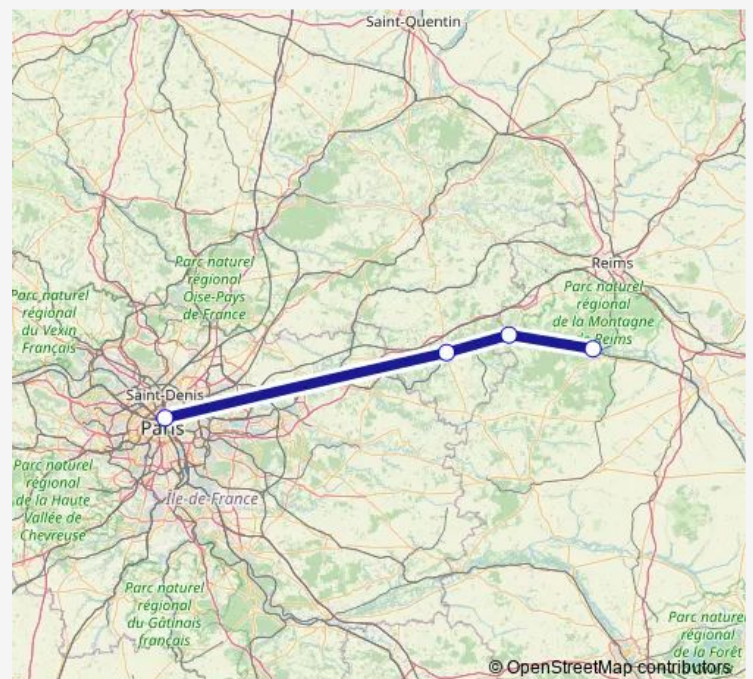 Saint-Quentin
Reims
Parc naturel
régional
de la Montagne
de Reims
Parc naturel
régional
Oise-Pays
de France
Parc naturel
régional
du Vexin
Français
Saint-Denis
Paris
Parc naturel
régional
de la Haute
Vallée de
Chevreuse
Île-de-France
Parc naturel
régional
du Gâtinais
français
Parc naturel
régional
de la Forêt
© OpenStreetMap contributors